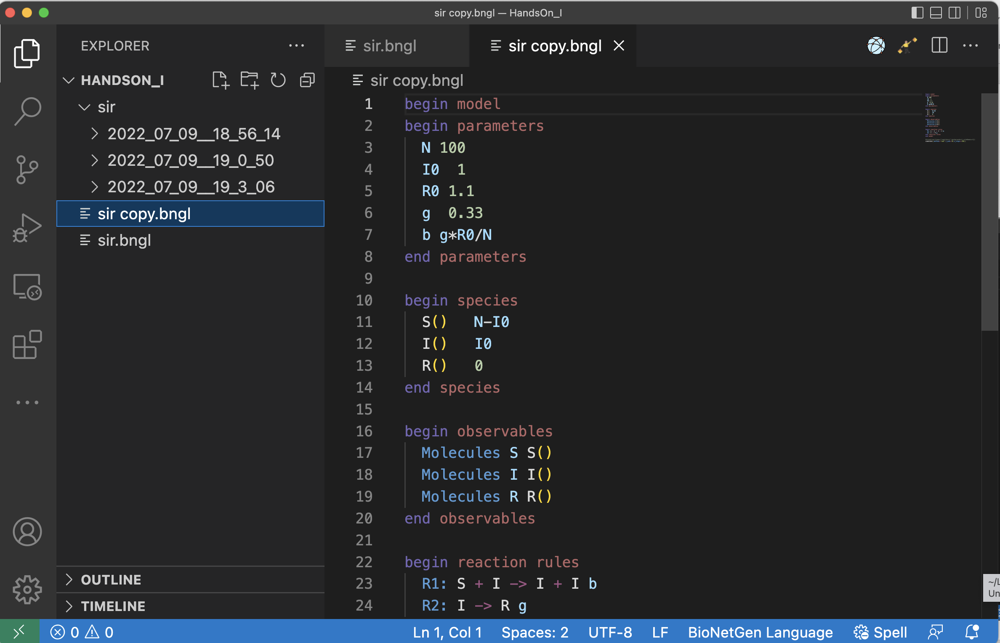 sir copy.bngl — HandsOn_I
EXPLORER
HANDSON_I
sir
2022_07_09__18_56_14
2022_07_09__19_0_50
2022_07_09__19_3_06
sir copy.bngl
sir.bngl
OUTLINE
TIMELINE
sir.bngl
sir copy.bngl
sir copy.bngl
1 begin model
2 begin parameters
3 N 100
4 I0  1
5 R0 1.1
6 g  0.33
7 b g*R0/N
8 end parameters
9
10 begin species
11 S()   N-I0
12 I()   I0
13 R()   0
14 end species
15
16 begin observables
17 Molecules S S()
18 Molecules I I()
19 Molecules R R()
20 end observables
21
22 begin reaction rules
23 R1: S + I -> I + I b
24 R2: I -> R g
~/L
Un
0 0 Ln 1, Col 1 Spaces: 2 UTF-8 LF BioNetGen Language Spell